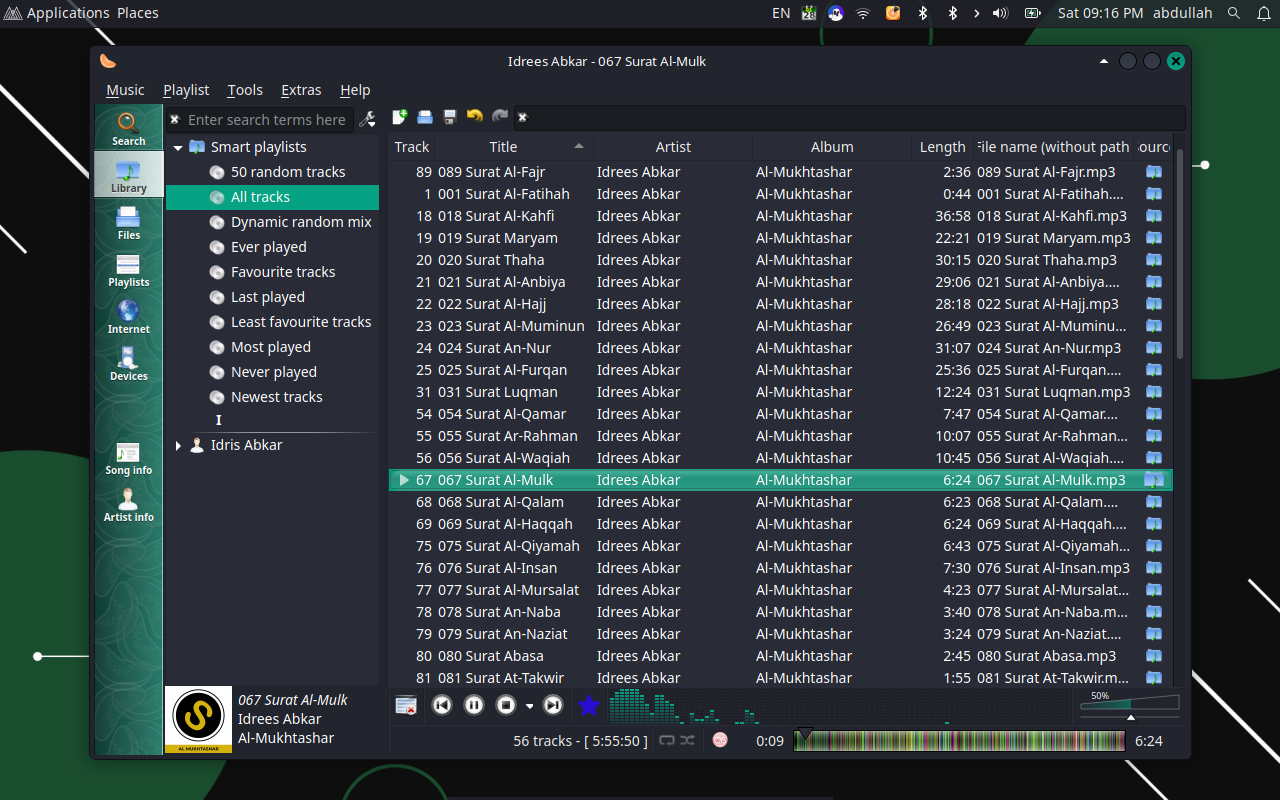 Applications Places
EN 28 Sat 09:16 PM abdullah
Idrees Abkar - 067 Surat Al-Mulk
Music Playlist Tools Extras Help
Search
Library
Files
Playlists
Internet
Devices
Song info
Artist info
Enter search terms here
Smart playlists
50 random tracks
All tracks
Dynamic random mix
Ever played
Favourite tracks
Last played
Least favourite tracks
Most played
Never played
Newest tracks
I
Idris Abkar
Track Title Artist Album Length File name (without path ourc
89 089 Surat Al-Fajr Idrees Abkar Al-Mukhtashar 2:36 089 Surat Al-Fajr.mp3
1 001 Surat Al-Fatihah Idrees Abkar Al-Mukhtashar 0:44 001 Surat Al-Fatihah....
18 018 Surat Al-Kahfi Idrees Abkar Al-Mukhtashar 36:58 018 Surat Al-Kahfi.mp3
19 019 Surat Maryam Idrees Abkar Al-Mukhtashar 22:21 019 Surat Maryam.mp3
20 020 Surat Thaha Idrees Abkar Al-Mukhtashar 30:15 020 Surat Thaha.mp3
21 021 Surat Al-Anbiya Idrees Abkar Al-Mukhtashar 29:06 021 Surat Al-Anbiya....
22 022 Surat Al-Hajj Idrees Abkar Al-Mukhtashar 28:18 022 Surat Al-Hajj.mp3
23 023 Surat Al-Muminun Idrees Abkar Al-Mukhtashar 26:49 023 Surat Al-Muminu...
24 024 Surat An-Nur Idrees Abkar Al-Mukhtashar 31:07 024 Surat An-Nur.mp3
25 025 Surat Al-Furqan Idrees Abkar Al-Mukhtashar 25:36 025 Surat Al-Furqan....
31 031 Surat Luqman Idrees Abkar Al-Mukhtashar 12:24 031 Surat Luqman.mp3
54 054 Surat Al-Qamar Idrees Abkar Al-Mukhtashar 7:47 054 Surat Al-Qamar....
55 055 Surat Ar-Rahman Idrees Abkar Al-Mukhtashar 10:07 055 Surat Ar-Rahman...
56 056 Surat Al-Waqiah Idrees Abkar Al-Mukhtashar 10:45 056 Surat Al-Waqiah....
67 067 Surat Al-Mulk Idrees Abkar Al-Mukhtashar 6:24 067 Surat Al-Mulk.mp3
68 068 Surat Al-Qalam Idrees Abkar Al-Mukhtashar 6:23 068 Surat Al-Qalam....
69 069 Surat Al-Haqqah Idrees Abkar Al-Mukhtashar 6:24 069 Surat Al-Haqqah....
75 075 Surat Al-Qiyamah Idrees Abkar Al-Mukhtashar 6:43 075 Surat Al-Qiyamah...
76 076 Surat Al-Insan Idrees Abkar Al-Mukhtashar 7:30 076 Surat Al-Insan.mp3
77 077 Surat Al-Mursalat Idrees Abkar Al-Mukhtashar 4:23 077 Surat Al-Mursalat...
78 078 Surat An-Naba Idrees Abkar Al-Mukhtashar 3:40 078 Surat An-Naba.m...
79 079 Surat An-Naziat Idrees Abkar Al-Mukhtashar 3:24 079 Surat An-Naziat....
80 080 Surat Abasa Idrees Abkar Al-Mukhtashar 2:45 080 Surat Abasa.mp3
81 081 Surat At-Takwir Idrees Abkar Al-Mukhtashar 1:55 081 Surat At-Takwir.m...
AL MUKHTASHAR
067 Surat Al-Mulk
Idrees Abkar
Al-Mukhtashar
50%
56 tracks - [ 5:55:50 ] 0:09 6:24